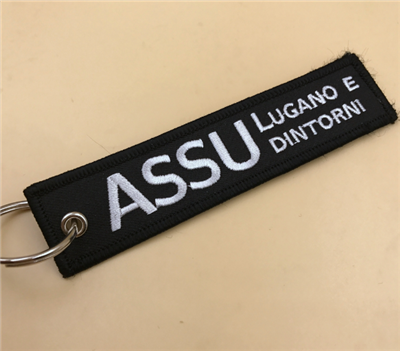 ASSU
LUGANO E
DINTORNI